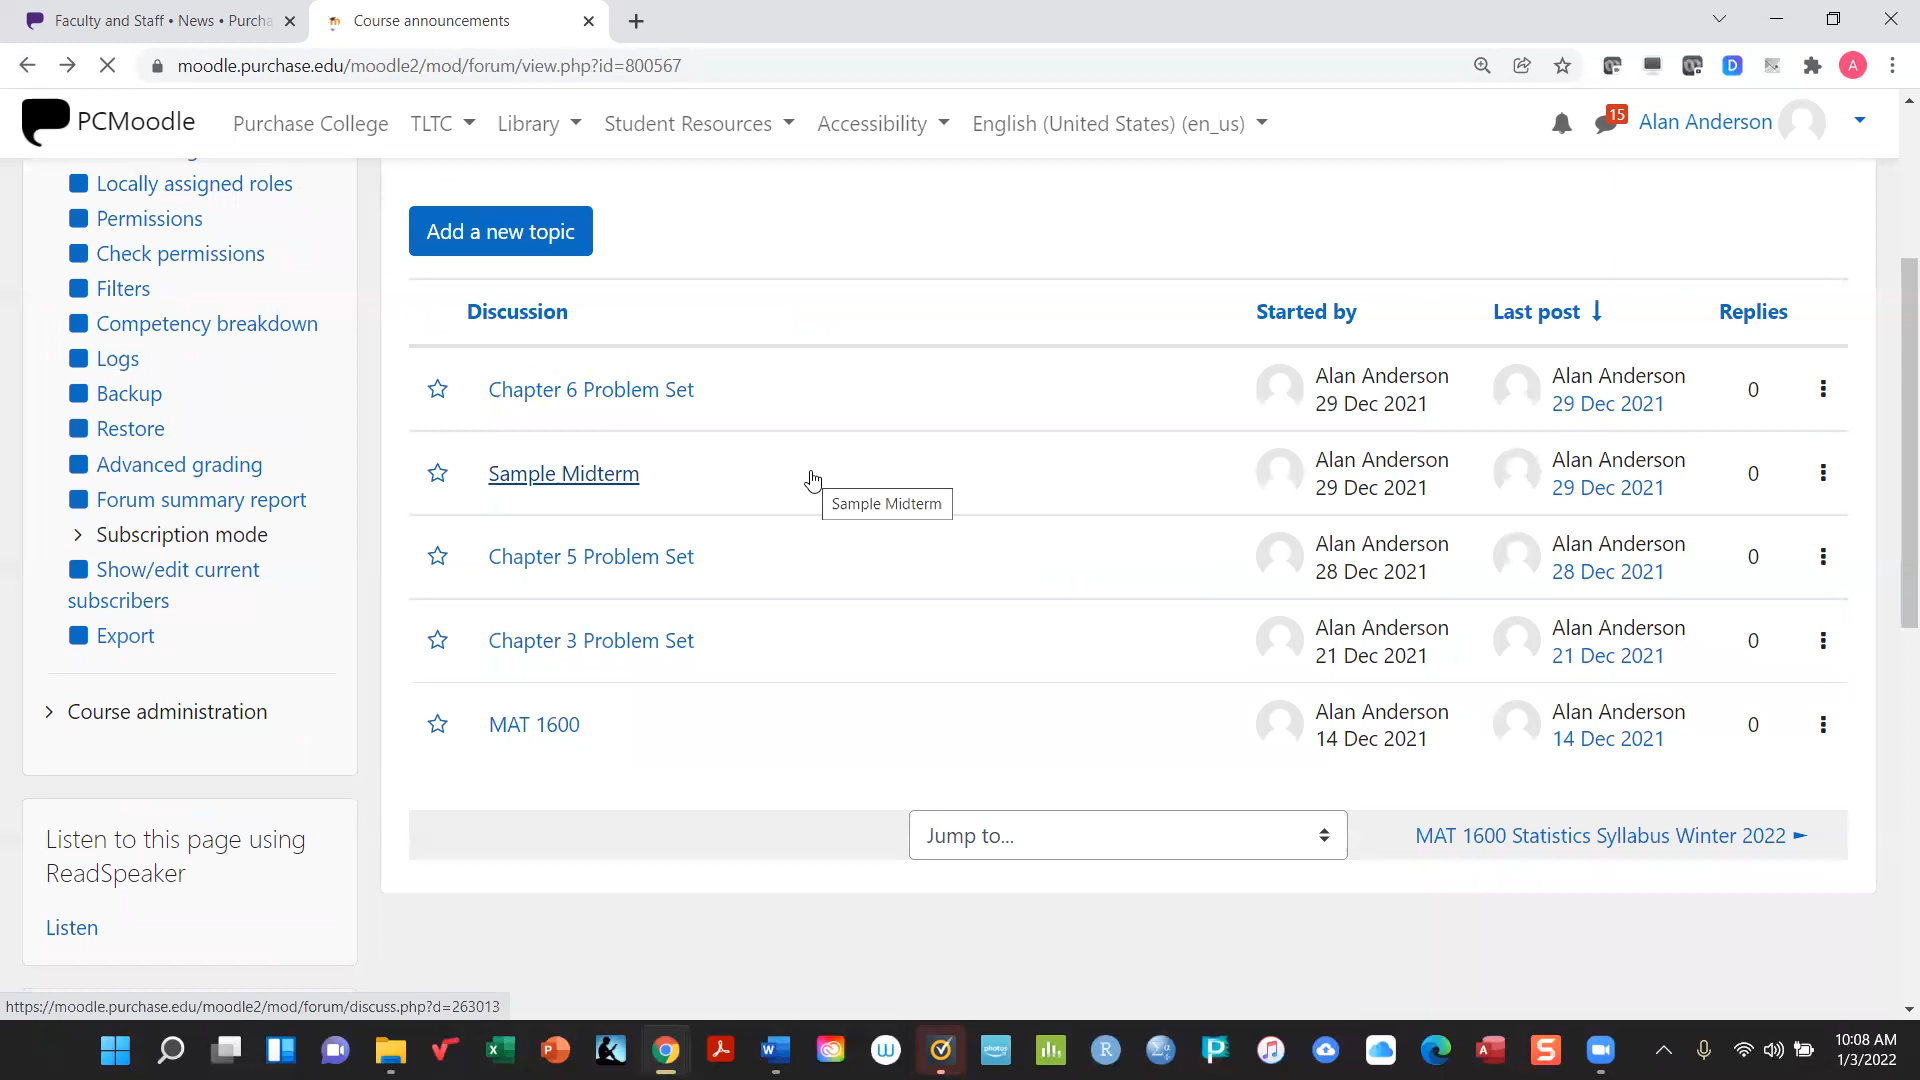 Faculty and Staff • News • Purcha
Course announcements
moodle.purchase.edu/moodle2/mod/forum/view.php?id=800567
PCMoodle
Purchase College
TLTC
Library
Student Resources
Accessibility
English (United States) (en_us)
15
Alan Anderson
Locally assigned roles
Permissions
Check permissions
Filters
Competency breakdown
Logs
Backup
Restore
Advanced grading
Forum summary report
Subscription mode
Show/edit current
subscribers
Export
Course administration
Listen to this page using
ReadSpeaker
Listen
Add a new topic
Discussion Started by Last post Replies
Chapter 6 Problem Set
Alan Anderson
29 Dec 2021
Alan Anderson
29 Dec 2021
0
Sample Midterm
Sample Midterm
Alan Anderson
29 Dec 2021
Alan Anderson
29 Dec 2021
0
Chapter 5 Problem Set
Alan Anderson
28 Dec 2021
Alan Anderson
28 Dec 2021
0
Chapter 3 Problem Set
Alan Anderson
21 Dec 2021
Alan Anderson
21 Dec 2021
0
MAT 1600
Alan Anderson
14 Dec 2021
Alan Anderson
14 Dec 2021
0
Jump to...
MAT 1600 Statistics Syllabus Winter 2022 ►
https://moodle.purchase.edu/moodle2/mod/forum/discuss.php?d=263013
10:08 AM
1/3/2022